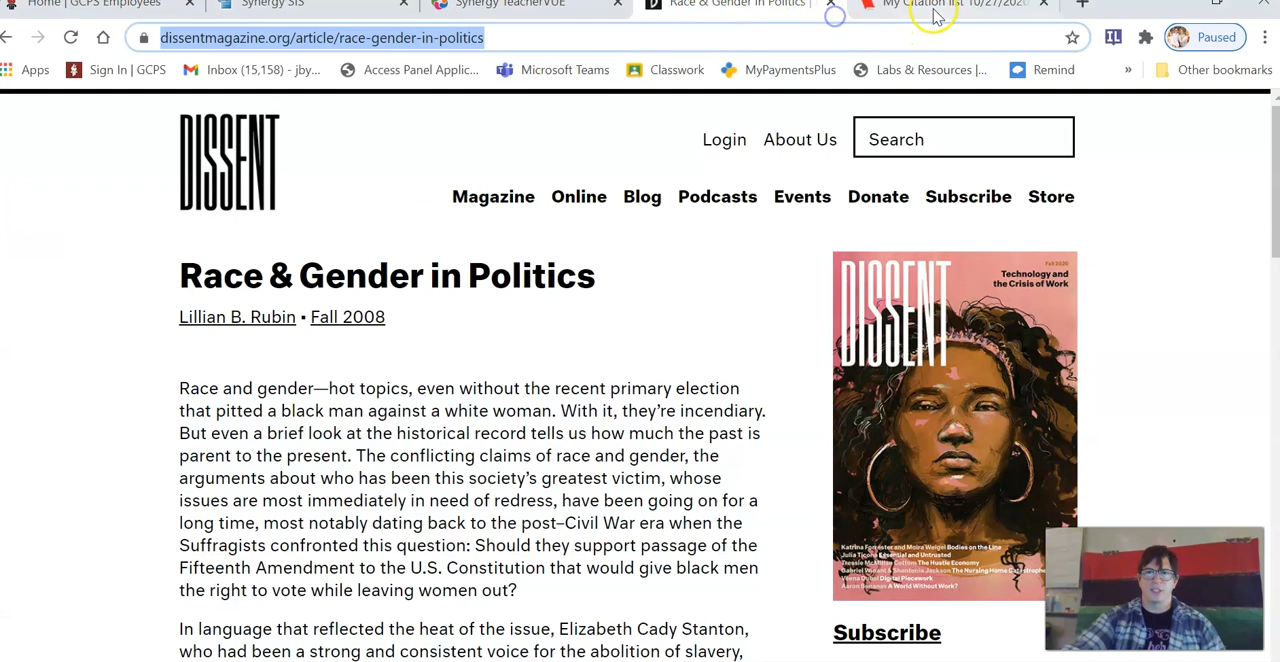 Home | GCPS Employees
Synergy SIS
Synergy TeacherVUE
Race & Gender in Politics |
My Citation list 10/27/2020
dissentmagazine.org/article/race-gender-in-politics
IL
Paused
Apps
Sign In | GCPS
Inbox (15,158) - jby...
Access Panel Applic...
Microsoft Teams
Classwork
MyPaymentsPlus
Labs & Resources |...
Remind
»
Other bookmarks
DISSENT
Login
About Us
Search
Magazine Online Blog Podcasts Events Donate Subscribe Store
Race & Gender in Politics
Lillian B. Rubin ▪ Fall 2008
Race and gender—hot topics, even without the recent primary election
that pitted a black man against a white woman. With it, they’re incendiary.
But even a brief look at the historical record tells us how much the past is
parent to the present. The conflicting claims of race and gender, the
arguments about who has been this society’s greatest victim, whose
issues are most immediately in need of redress, have been going on for a
long time, most notably dating back to the post–Civil War era when the
Suffragists confronted this question: Should they support passage of the
Fifteenth Amendment to the U.S. Constitution that would give black men
the right to vote while leaving women out?
In language that reflected the heat of the issue, Elizabeth Cady Stanton,
who had been a strong and consistent voice for the abolition of slavery,
DISSENT
Fall 2020
Technology and
the Crisis of Work
Katrina Forrester and Moira Weigel Bodies on the Line
Julia Ticona Essential and Untrusted
Tressie McMillan Cottom The Hustle Economy
Gabriel Winant & Shantonia Jackson The Nursing Home Catastrophe
Veena Dubal Digital Piecework
Aaron Benanav A World Without Work?
Subscribe